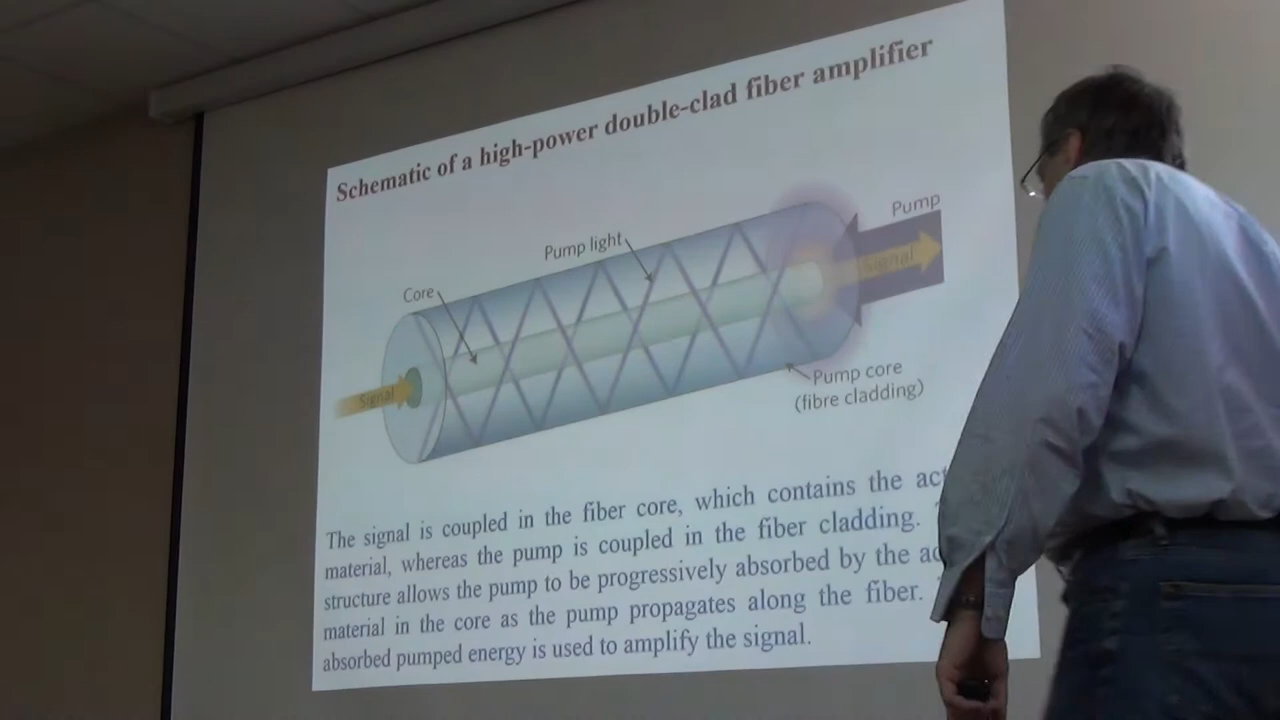 Schematic of a high-power double-clad fiber amplifier
Pump
Pump light
Signal
Core
Signal
Pump core
(fibre cladding)
The signal is coupled in the fiber core, which contains the
material, whereas the pump is coupled in the fiber cladding.
structure allows the pump to be progressively absorbed by the
material in the core as the pump propagates along the fiber.
absorbed pumped energy is used to amplify the signal.